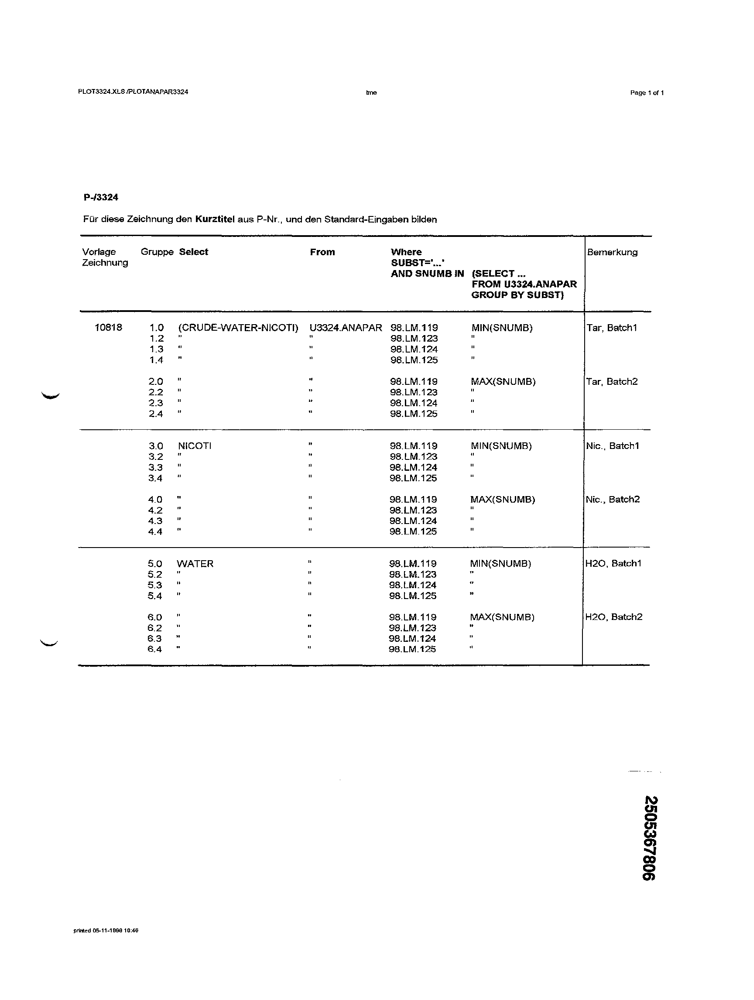 PLOT3324.XLS /PLOTANAPAR3324 tme Page 1 of 1
P-/3324
Für diese Zeichnung den Kurztitel aus P-Nr., und den Standard-Eingaben bilden
Vorlage Gruppe Select From Where Bemerkung
Zeichnung SUBST='...'
AND SNUMB IN (SELECT ...
FROM U3324.ANAPAR
GROUP BY SUBST)
10818 1.0 (CRUDE-WATER-NICOTI) U3324.ANAPAR 98.LM.119 MIN(SNUMB) Tar, Batch1
1.2 " " 98.LM.123 "
1.3 " " 98.LM.124 "
1.4 " " 98.LM.125 "
2.0 " " 98.LM.119 MAX(SNUMB) Tar, Batch2
2.2 " " 98.LM.123 "
2.3 " " 98.LM.124 "
2.4 " " 98.LM.125 "
3.0 NICOTI " 98.LM.119 MIN(SNUMB) Nic., Batch1
3.2 " " 98.LM.123 "
3.3 " " 98.LM.124 "
3.4 " " 98.LM.125 "
4.0 " " 98.LM.119 MAX(SNUMB) Nic., Batch2
4.2 " " 98.LM.123 "
4.3 " " 98.LM.124 "
4.4 " " 98.LM.125 "
5.0 WATER " 98.LM.119 MIN(SNUMB) H2O, Batch1
5.2 " " 98.LM.123 "
5.3 " " 98.LM.124 "
5.4 " " 98.LM.125 "
6.0 " " 98.LM.119 MAX(SNUMB) H2O, Batch2
6.2 " " 98.LM.123 "
6.3 " " 98.LM.124 "
6.4 " " 98.LM.125 "
2505367806
printed